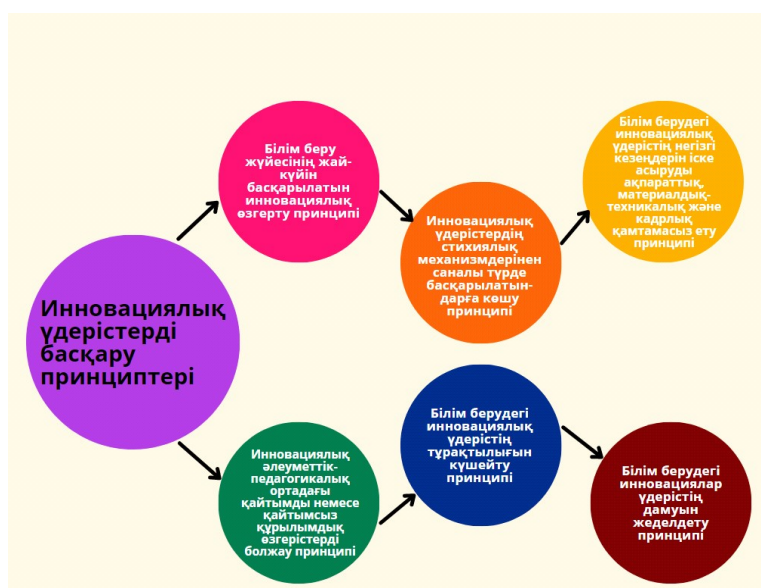 Инновациялық
үдерістерді
басқару
принциптері
Білім беру
жүйесінің жай-
күйін
басқарылатын
инновациялық
өзгерту принципі
Инновациялық
үдерістердің
стихиялық
механизмдерінен
саналы түрде
басқарылатын-
дарға көшу
принципі
Білім берудегі
инновациялық
үдерістің негізгі
кезеңдерін іске
асыруды
ақпараттық,
материалдық-
техникалық және
кадрлық
қамтамасыз ету
принципі
Инновациялық
әлеуметтік-
педагогикалық
ортадағы
қайтымды немесе
қайтымсыз
құрылымдық
өзгерістерді
болжау принципі
Білім берудегі
инновациялық
үдерістің
тұрақтылығын
күшейту
принципі
Білім берудегі
инновациялар
үдерістің
дамуын
жеделдету
принципі